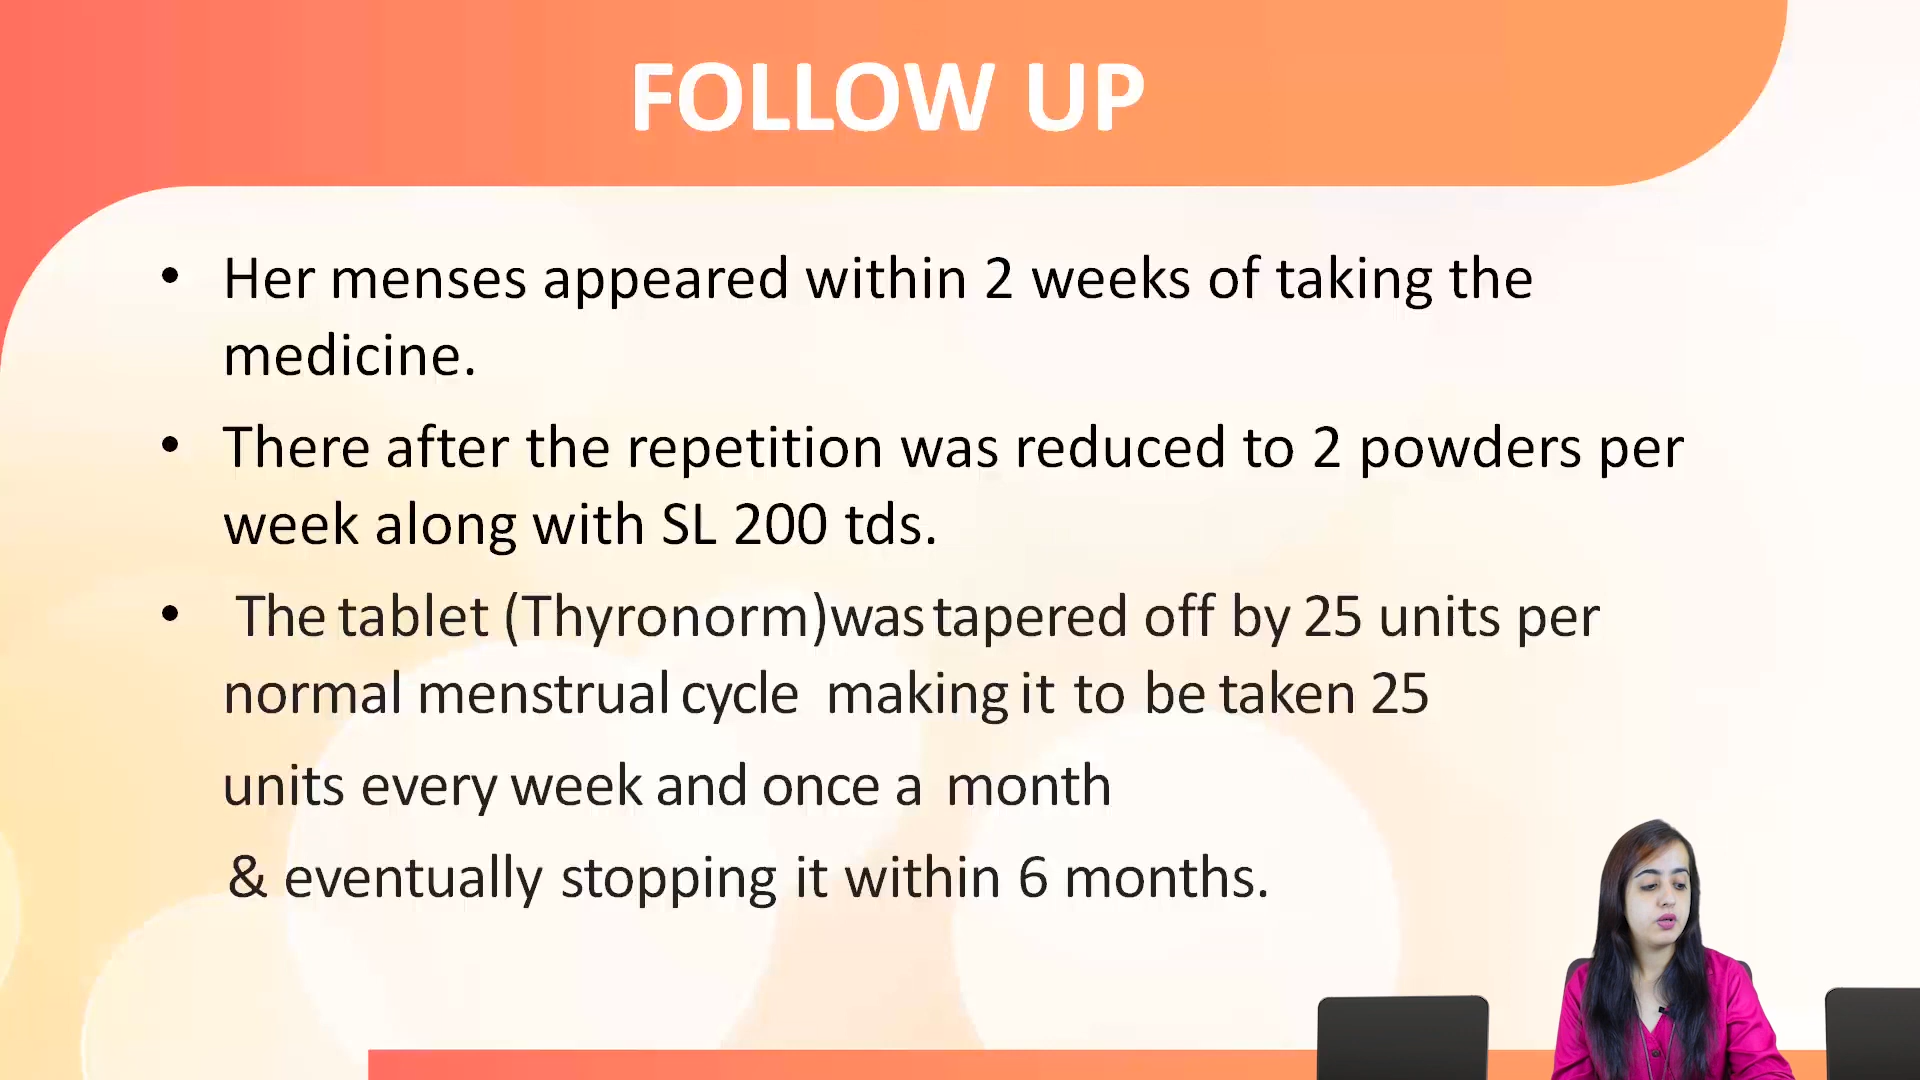 FOLLOW UP
• Her menses appeared within 2 weeks of taking the
medicine.
• There after the repetition was reduced to 2 powders per
week along with SL 200 tds.
• The tablet (Thyronorm)was tapered off by 25 units per
normal menstrual cycle making it to be taken 25
units every week and once a month
& eventually stopping it within 6 months.